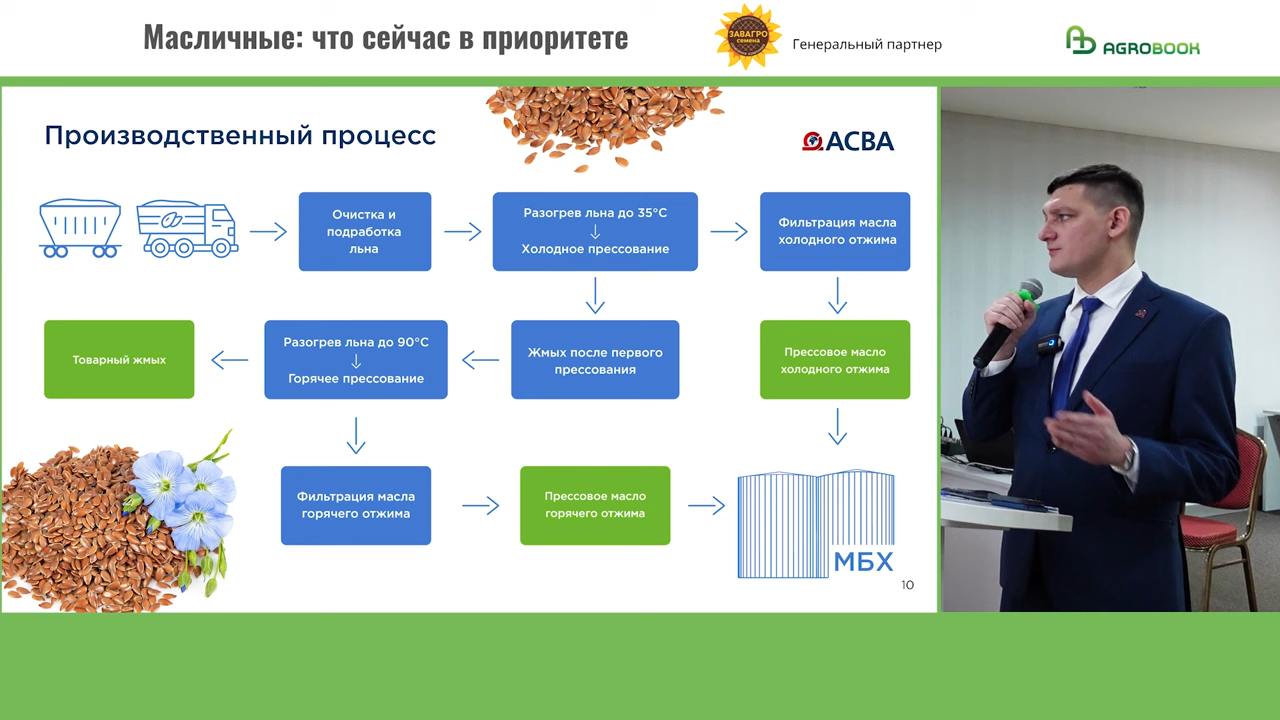 Масличные: что сейчас в приоритете
ЗАВАГРО
семена
Генеральный партнер
AGROBOOK
Производственный процесс
АСВА
Очистка и
подработка
льна
Разогрев льна до 35°C
Холодное прессование
Фильтрация масла
холодного отжима
Товарный жмых
Разогрев льна до 90°C
Горячее прессование
Жмых после первого
прессования
Прессовое масло
холодного отжима
Фильтрация масла
горячего отжима
Прессовое масло
горячего отжима
МБХ
10